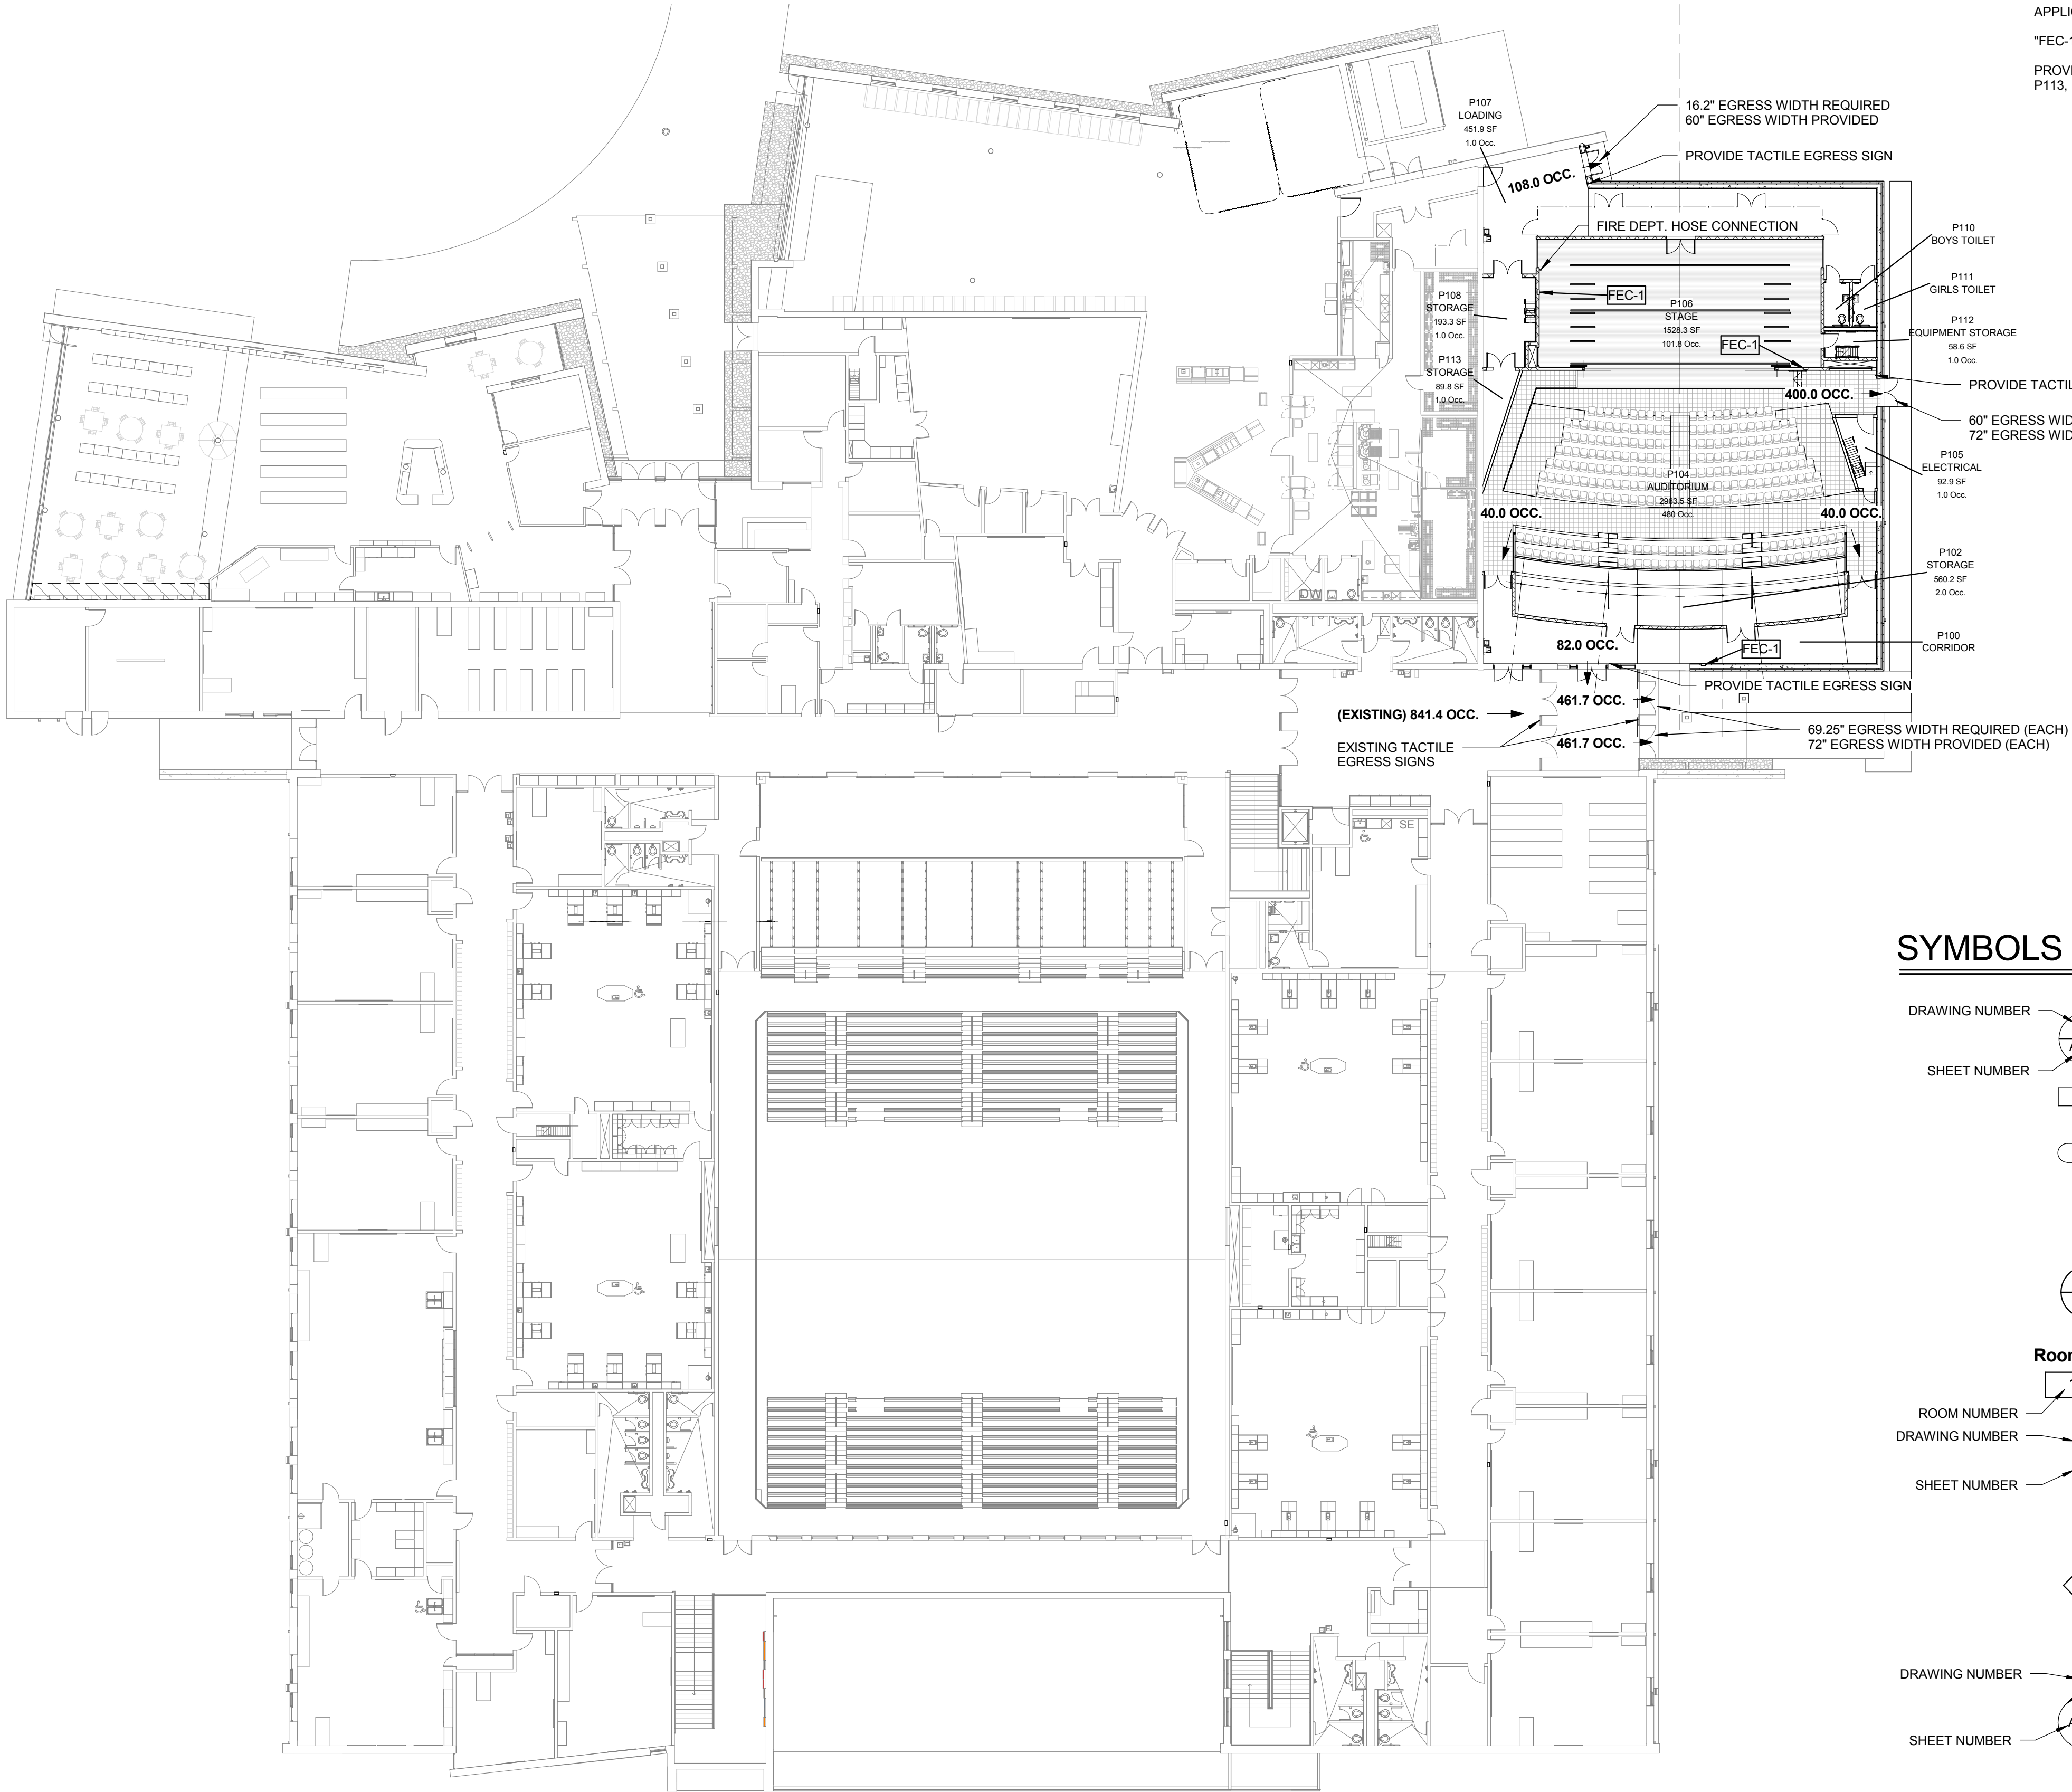 APPLI
"FEC-1
PROVI
P113,
P107
LOADING
451.9 SF
1.0 Occ.
16.2" EGRESS WIDTH REQUIRED
60" EGRESS WIDTH PROVIDED
PROVIDE TACTILE EGRESS SIGN
108.0 OCC.
FIRE DEPT. HOSE CONNECTION
P110
BOYS TOILET
P111
GIRLS TOILET
P108
STORAGE
193.3 SF
1.0 Occ.
FEC-1
P106
STAGE
1528.3 SF
101.8 Occ.
P112
EQUIPMENT STORAGE
58.6 SF
1.0 Occ.
FEC-1
P113
STORAGE
89.8 SF
1.0 Occ.
PROVIDE TACTIL
400.0 OCC.
60" EGRESS WID
72" EGRESS WID
P105
ELECTRICAL
92.9 SF
1.0 Occ.
P104
AUDITORIUM
2963.5 SF
480 Occ.
40.0 OCC.
40.0 OCC.
P102
STORAGE
560.2 SF
2.0 Occ.
DW
82.0 OCC.
FEC-1
P100
CORRIDOR
PROVIDE TACTILE EGRESS SIGN
461.7 OCC.
(EXISTING) 841.4 OCC.
69.25" EGRESS WIDTH REQUIRED (EACH)
72" EGRESS WIDTH PROVIDED (EACH)
EXISTING TACTILE
EGRESS SIGNS
461.7 OCC.
SE
SYMBOLS
DRAWING NUMBER
SHEET NUMBER
Roor
ROOM NUMBER
DRAWING NUMBER
SHEET NUMBER
DRAWING NUMBER
SHEET NUMBER